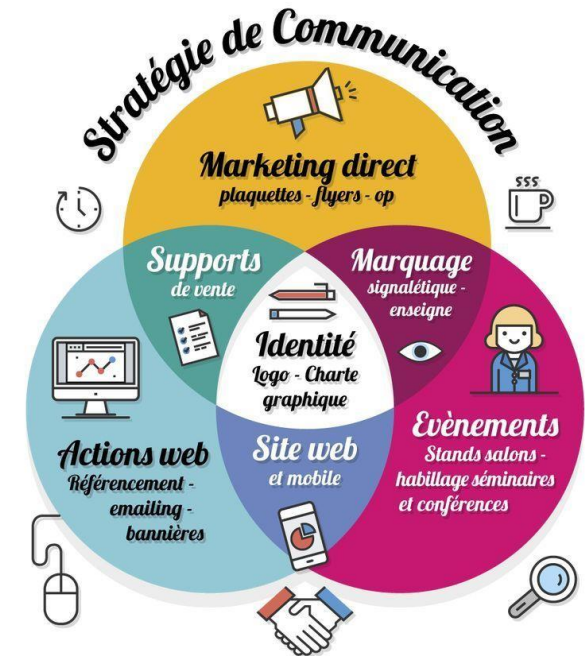 Stratégie de Communication
Marketing direct
plaquettes - flyers - op
Supports
de vente
Marquage
signalétique -
enseigne
Identité
Logo - Charte
graphique
Actions web
Référencement -
emailing -
bannières
Site web
et mobile
Evènements
Stands salons -
habillage séminaires
et conférences